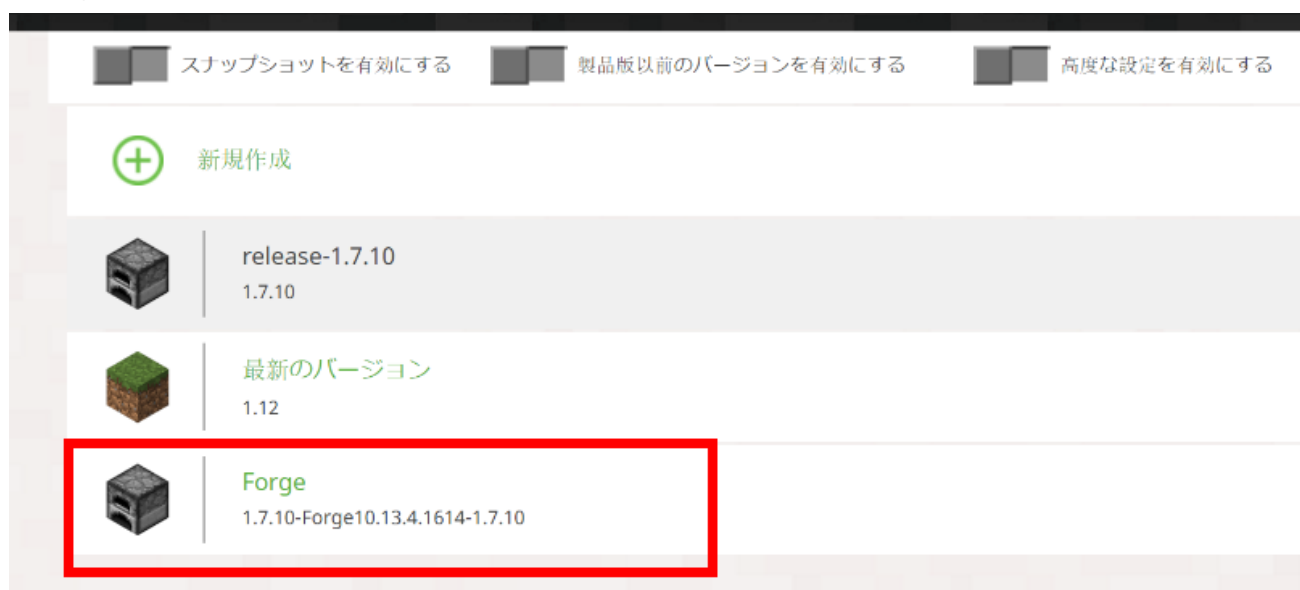 スナップショットを有効にする 製品版以前のバージョンを有効にする 高度な設定を有効にする
新規作成
release-1.7.10
1.7.10
最新のバージョン
1.12
Forge
1.7.10-Forge10.13.4.1614-1.7.10